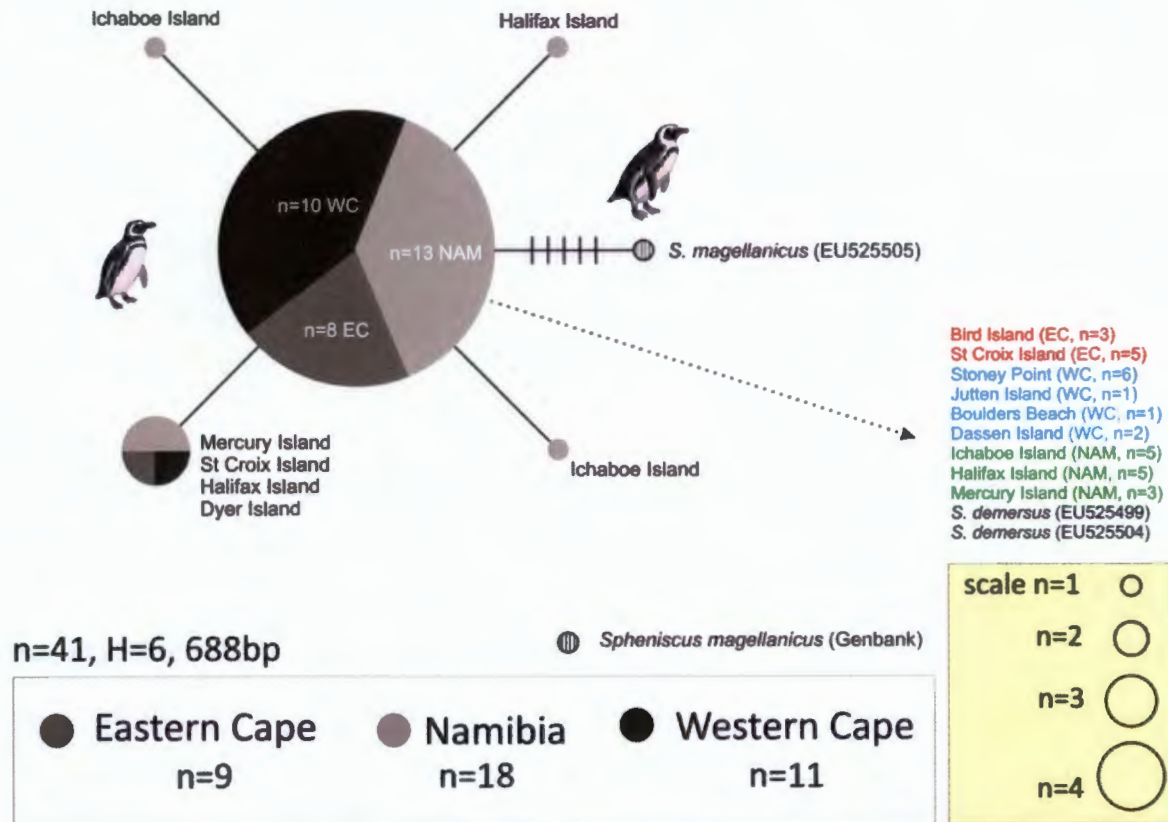 Ichaboe Island
Halifax Island
n=10 WC
n=13 NAM
n=8 EC
S. magellanicus (EU525505)
Mercury Island
St Croix Island
Halifax Island
Dyer Island
Ichaboe Island
Bird Island (EC, n=3)
St Croix Island (EC, n=5)
Stoney Point (WC, n=6)
Jutten Island (WC, n=1)
Boulders Beach (WC, n=1)
Dassen Island (WC, n=2)
Ichaboe Island (NAM, n=5)
Halifax Island (NAM, n=5)
Mercury Island (NAM, n=3)
S. demersus (EU525499)
S. demersus (EU525504)
scale n=1
n=2
n=3
n=4
n=41, H=6, 688bp
Spheniscus magellanicus (Genbank)
Eastern Cape
n=9
Namibia
n=18
Western Cape
n=11